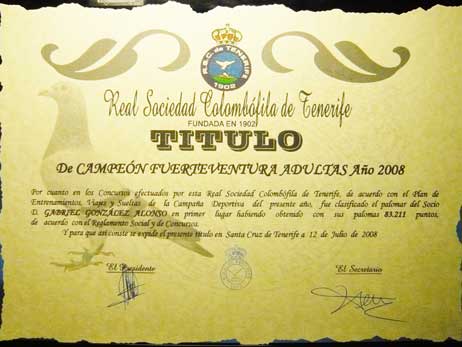 R.S.C. de TENERIFE
1902
Real Sociedad Colombófila de Tenerife
FUNDADA EN 1902
TITULO
De CAMPEÓN FUERTEVENTURA ADULTAS Año 2008
Por cuanto en los Concursos efectuados por esta Real Sociedad Colombófila de Tenerife, de acuerdo con el Plan de
Entrenamientos, Viajes y Sueltas de la Campaña Deportiva del presente año, fue clasificado el palomar del Socio
D. GABRIEL GONZÁLEZ ALONSO en primer lugar habiendo obtenido con sus palomas 83.211 puntos,
de acuerdo con el Reglamento Social y de Concursos.
Y para que así conste se expide el presente título en Santa Cruz de Tenerife a 12 de Julio de 2008
El Presidente
El Secretario